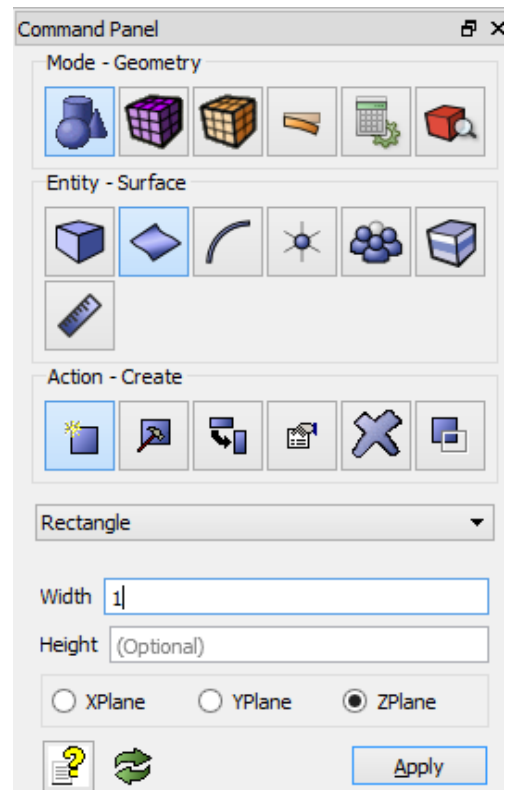 Command Panel
Mode - Geometry
Entity - Surface
Action - Create
Rectangle
Width 1
Height (Optional)
XPlane YPlane ZPlane
Apply